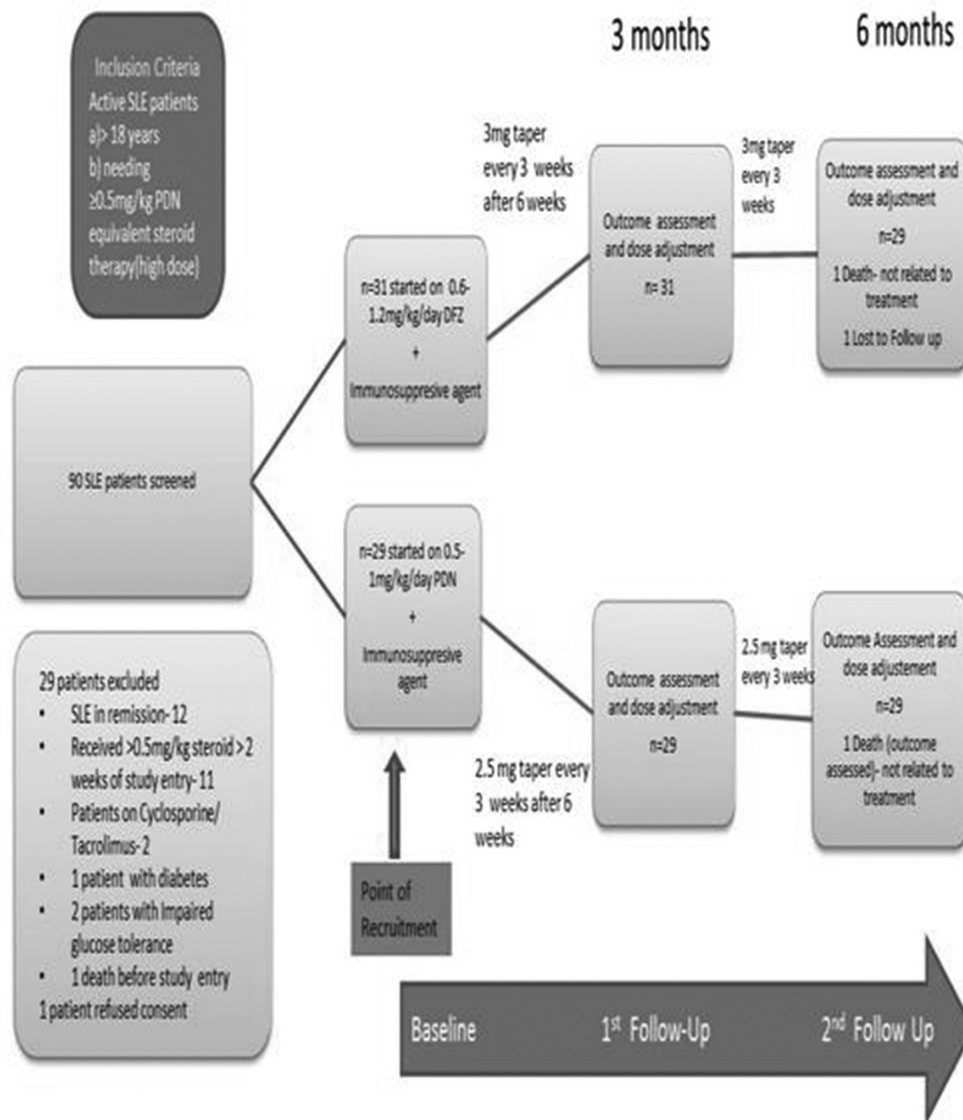 3 months
6 months
Inclusion Criteria
Active SLE patients
a)> 18 years
b) needing
≥0.5mg/kg PDN
equivalent steroid
therapy(high dose)
90 SLE patients screened
29 patients excluded
• SLE in remission- 12
• Received >0.5mg/kg steroid > 2
weeks of study entry- 11
• Patients on Cyclosporine/
Tacrolimus- 2
• 1 patient with diabetes
• 2 patients with Impaired
glucose tolerance
• 1 death before study entry
1 patient refused consent
n=31 started on 0.6-
1.2mg/kg/day DFZ
+
Immunosuppresive agent
3mg taper
every 3 weeks
after 6 weeks
Outcome assessment
and dose adjustment
n= 31
3mg taper
every 3
weeks
Outcome assessment and
dose adjustment
n=29
1 Death- not related to
treatment
1 Lost to Follow up
n=29 started on 0.5-
1mg/kg/day PDN
+
Immunosuppresive
agent
2.5 mg taper every
3 weeks after 6
weeks
Outcome assessment
and dose adjustment
n=29
2.5 mg taper
every 3 weeks
Outcome Assessment and
dose adjustement
n=29
1 Death (outcome
assessed)- not related to
treatment
Point of
Recruitment
Baseline
1st Follow-Up
2nd Follow Up